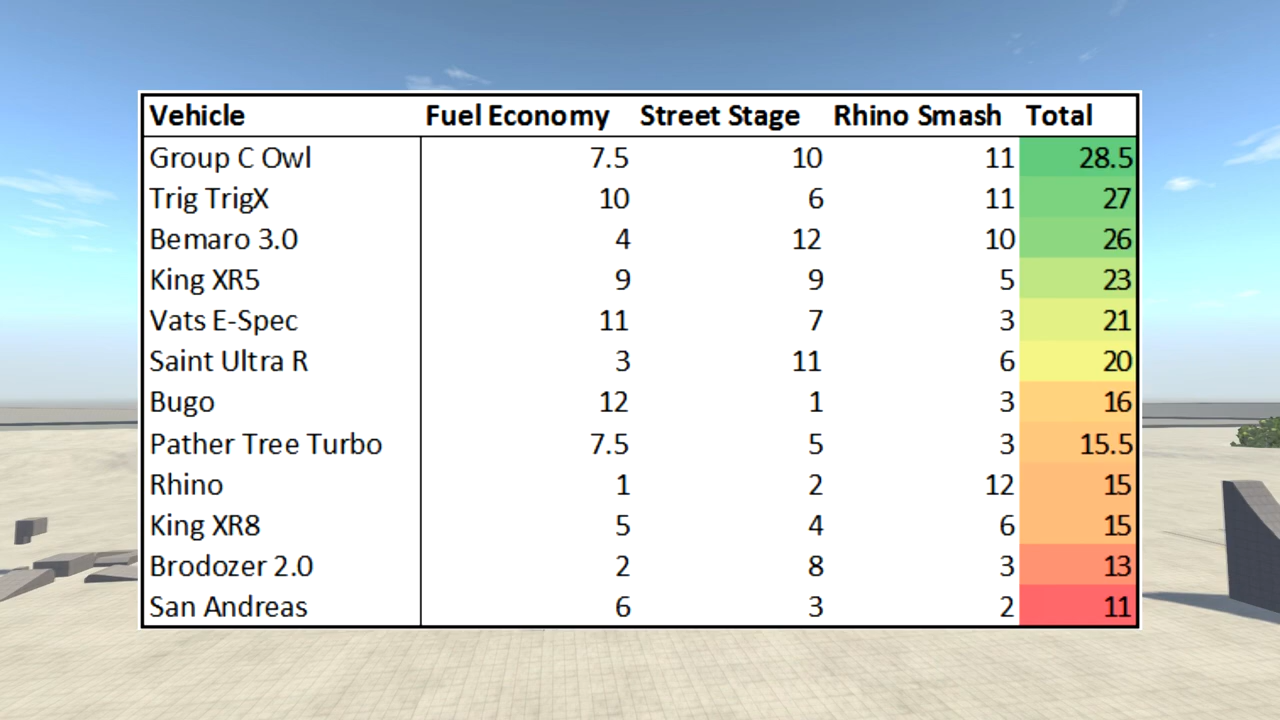 Vehicle Fuel Economy Street Stage Rhino Smash Total
Group C Owl 7.5 10 11 28.5
Trig TrigX 10 6 11 27
Bemaro 3.0 4 12 10 26
King XR5 9 9 5 23
Vats E-Spec 11 7 3 21
Saint Ultra R 3 11 6 20
Bugo 12 1 3 16
Pather Tree Turbo 7.5 5 3 15.5
Rhino 1 2 12 15
King XR8 5 4 6 15
Brodozer 2.0 2 8 3 13
San Andreas 6 3 2 11